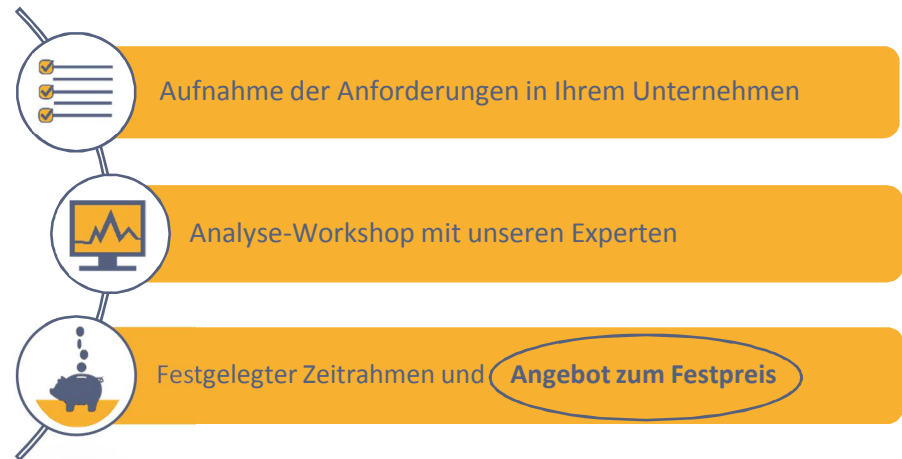 Aufnahme der Anforderungen in Ihrem Unternehmen
Analyse-Workshop mit unseren Experten
Festgelegter Zeitrahmen und Angebot zum Festpreis